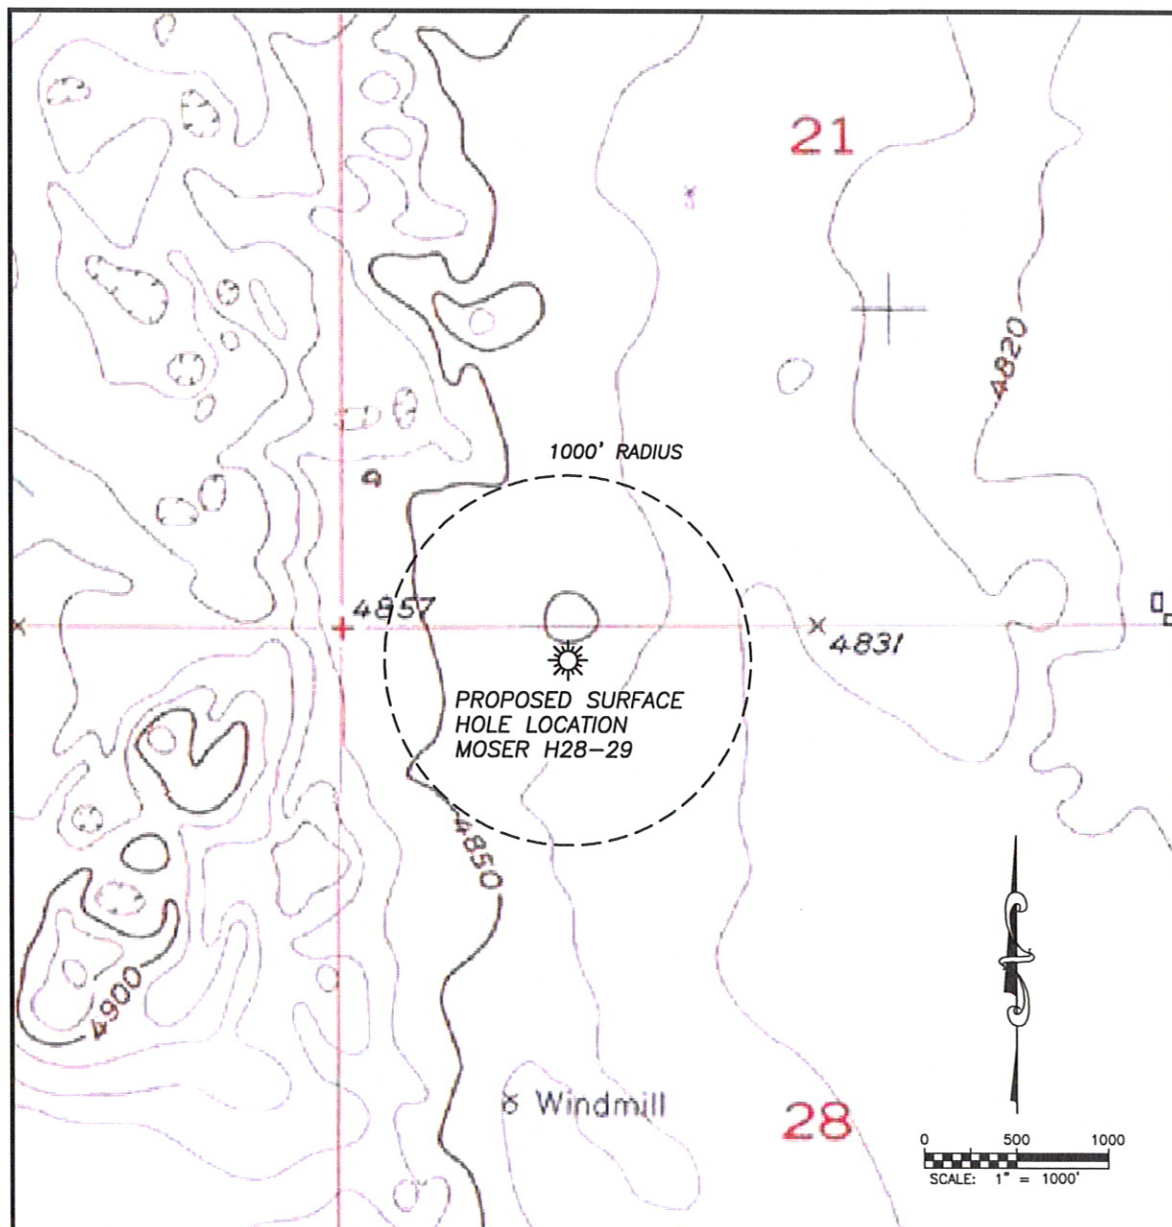 21
4820
1000' RADIUS
4857
4831
PROPOSED SURFACE
HOLE LOCATION
MOSER H28-29
4850
4900
Windmill
28
0 500 1000
SCALE: 1" = 1000'